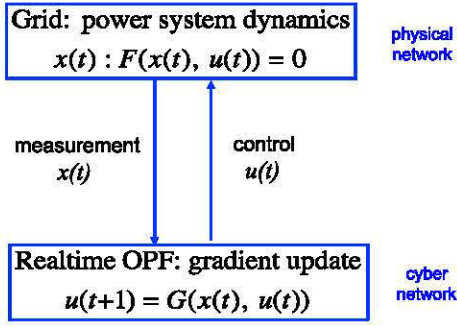 Grid: power system dynamics
x(t) : F(x(t), u(t)) = 0
physical
network
measurement
x(t)
control
u(t)
Realtime OPF: gradient update
u(t+1) = G(x(t), u(t))
cyber
network